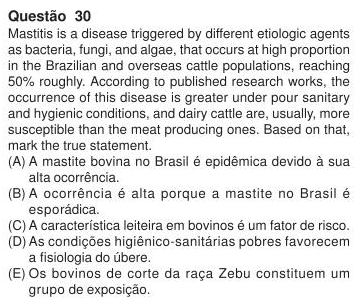 Questão 30
Mastitis is a disease triggered by different etiologic agents
as bacteria, fungi, and algae, that occurs at high proportion
in the Brazilian and overseas cattle populations, reaching
50% roughly. According to published research works, the
occurrence of this disease is greater under pour sanitary
and hygienic conditions, and dairy cattle are, usually, more
susceptible than the meat producing ones. Based on that,
mark the true statement.
(A) A mastite bovina no Brasil é epidêmica devido à sua
alta ocorrência.
(B) A ocorrência é alta porque a mastite no Brasil é
esporádica.
(C) A característica leiteira em bovinos é um fator de risco.
(D) As condições higiênico-sanitárias pobres favorecem
a fisiologia do úbere.
(E) Os bovinos de corte da raça Zebu constituem um
grupo de exposição.